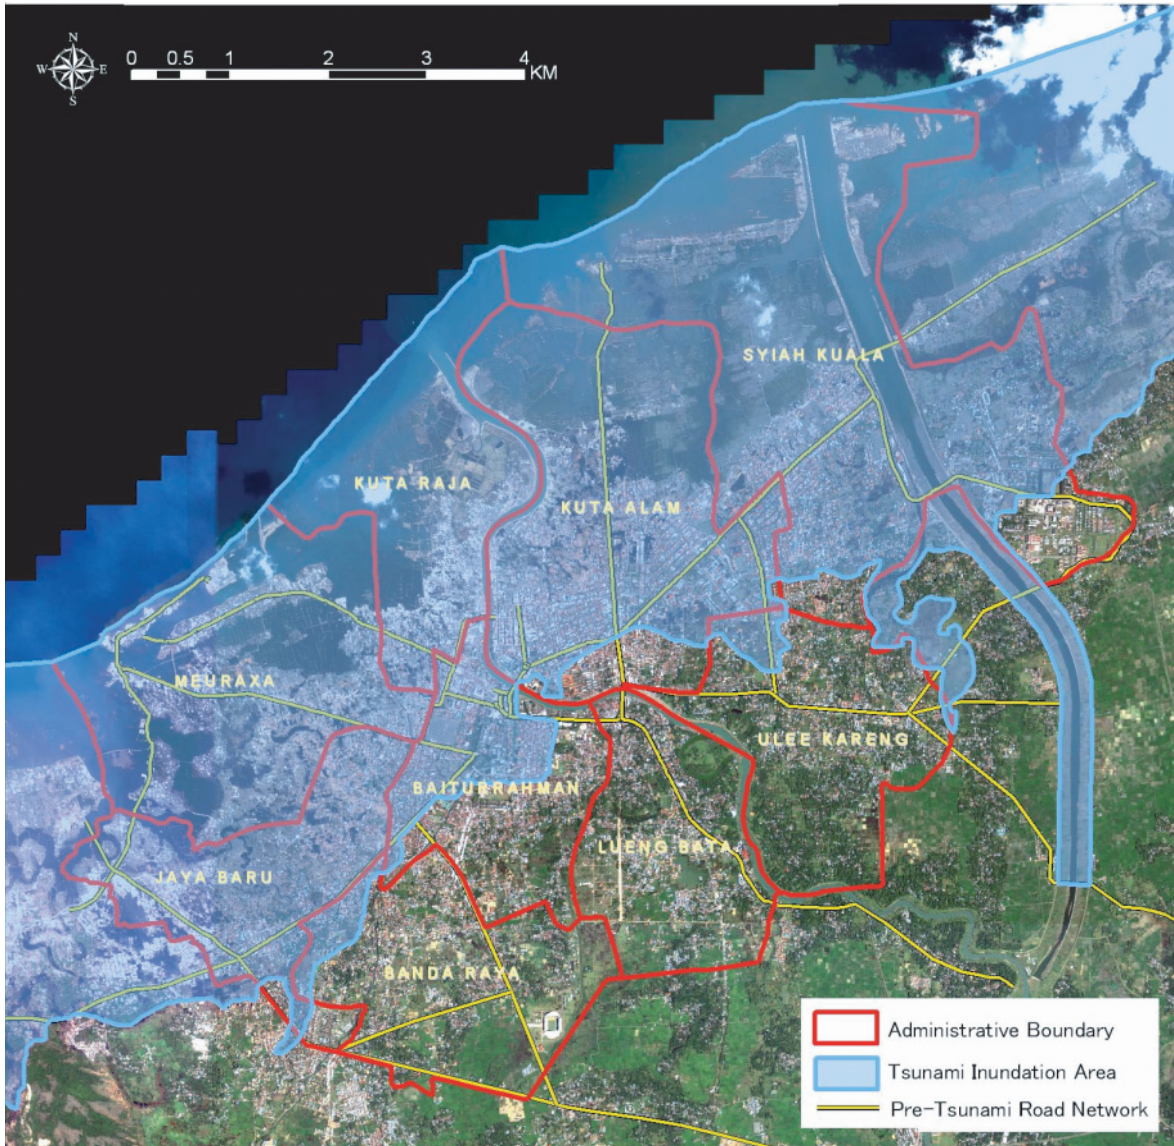 N
W E
S
0 0.5 1 2 3 4
KM
SYIAH KUALA
KUTA RAJA
KUTA ALAM
MEURAXA
ULEE KARENG
BAITURRAHMAN
LUENG BATA
JAYA BARU
BANDA RAYA
Administrative Boundary
Tsunami Inundation Area
Pre-Tsunami Road Network